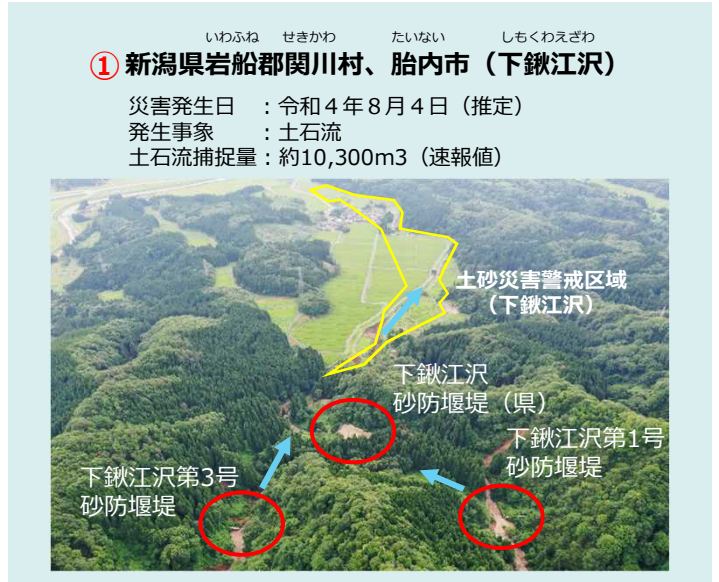 いわふね せきかわ たいない しもくわえざわ
① 新潟県岩船郡関川村、胎内市（下鍬江沢）
災害発生日 ：令和４年８月４日（推定）
発生事象 ：土石流
土石流捕捉量：約10,300m3（速報値）
土砂災害警戒区域
（下鍬江沢）
下鍬江沢
砂防堰堤（県）
下鍬江沢第1号
砂防堰堤
下鍬江沢第3号
砂防堰堤